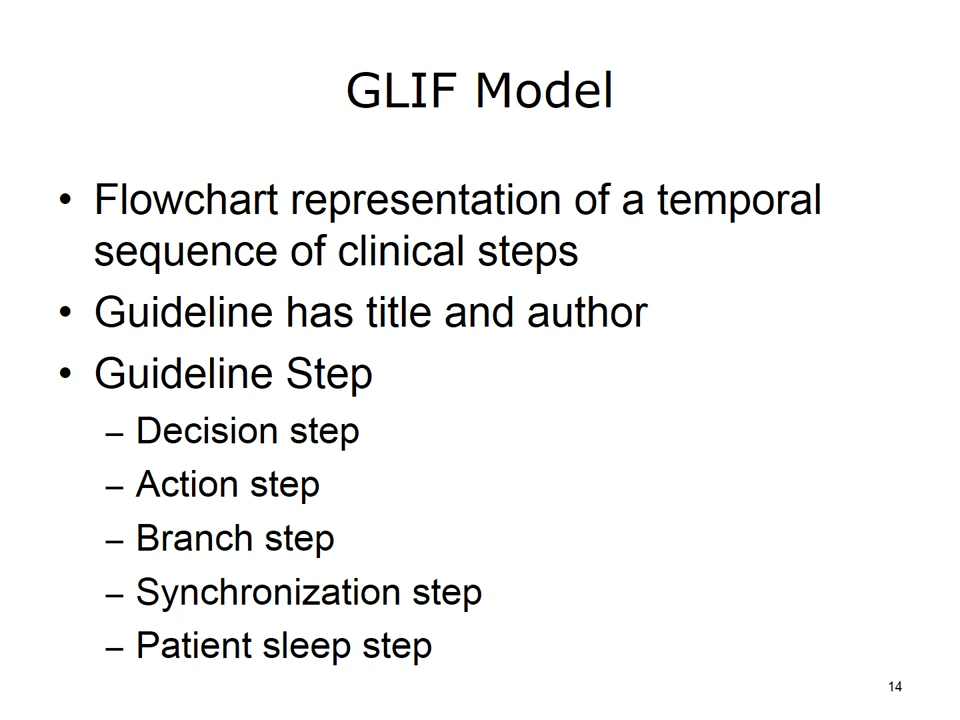 GLIF Model
• Flowchart representation of a temporal
sequence of clinical steps
• Guideline has title and author
• Guideline Step
– Decision step
– Action step
– Branch step
– Synchronization step
– Patient sleep step
14